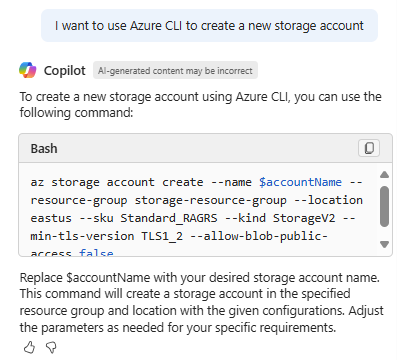 I want to use Azure CLI to create a new storage account
Copilot
AI-generated content may be incorrect
To create a new storage account using Azure CLI, you can use the
following command:
Bash
az storage account create --name $accountName --
resource-group storage-resource-group --location
eastus --sku Standard_RAGRS --kind StorageV2 --
min-tls-version TLS1_2 --allow-blob-public-
access false
Replace $accountName with your desired storage account name.
This command will create a storage account in the specified
resource group and location with the given configurations. Adjust
the parameters as needed for your specific requirements.